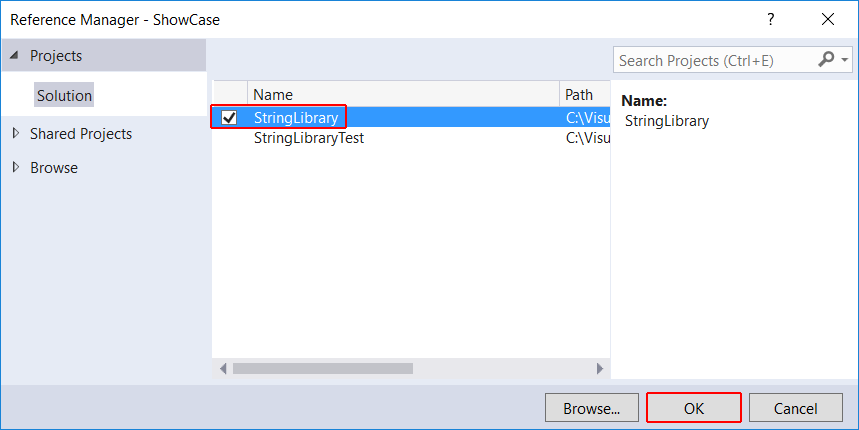 Reference Manager - ShowCase ?
Projects
Solution
Shared Projects
Browse
Search Projects (Ctrl+E)
Name Path
StringLibrary C:\Visu
StringLibraryTest C:\Visu
Name:
StringLibrary
Browse... OK Cancel